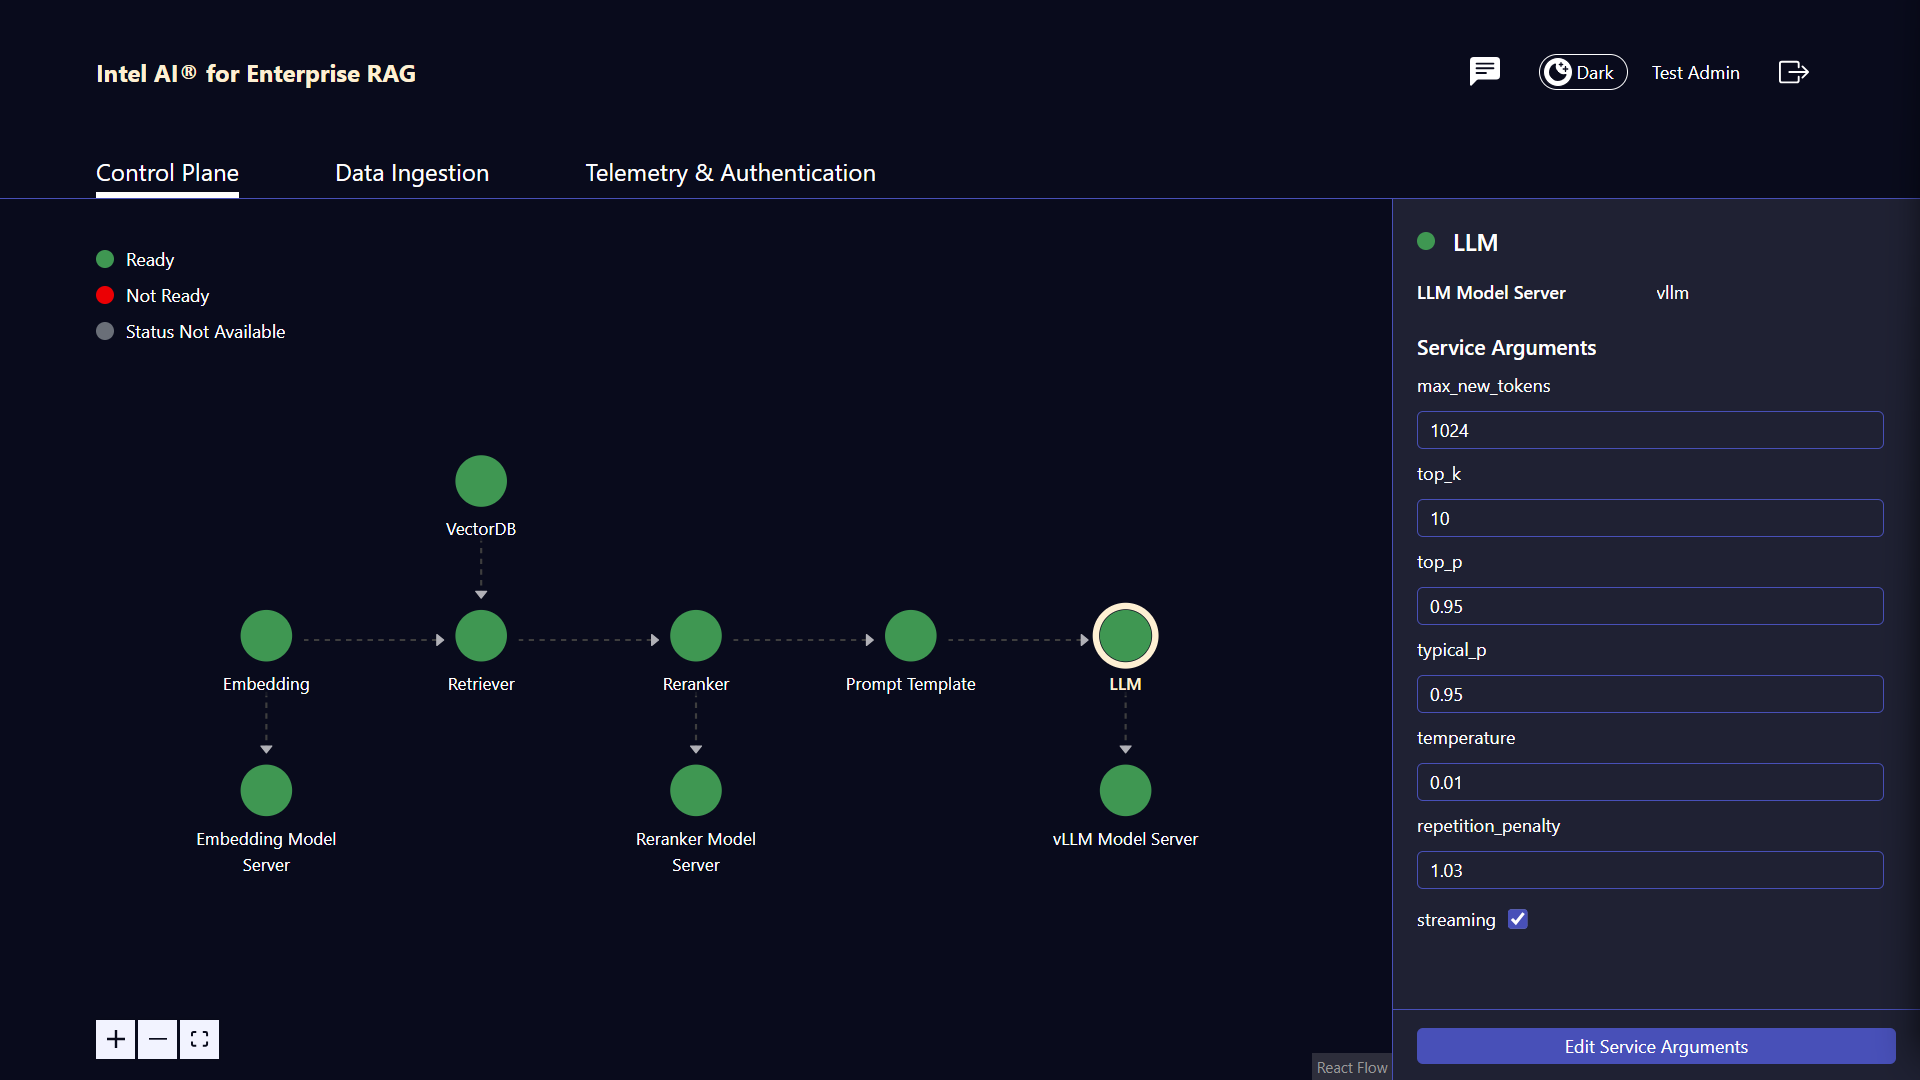 Intel AI® for Enterprise RAG
Dark
Test Admin
Control Plane
Data Ingestion
Telemetry & Authentication
Ready
Not Ready
Status Not Available
VectorDB
Embedding
Retriever
Reranker
Prompt Template
LLM
Embedding Model
Server
Reranker Model
Server
vLLM Model Server
React Flow
LLM
LLM Model Server
vllm
Service Arguments
max_new_tokens
1024
top_k
10
top_p
0.95
typical_p
0.95
temperature
0.01
repetition_penalty
1.03
streaming
Edit Service Arguments